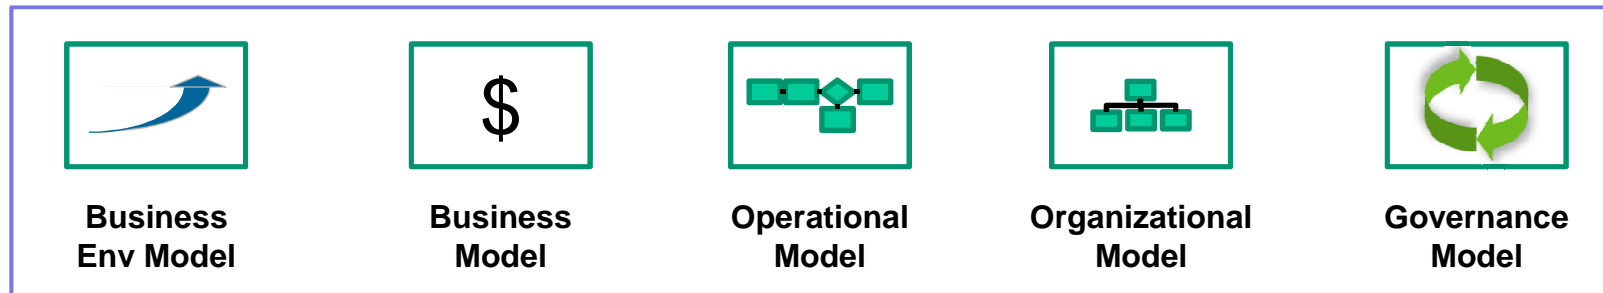 $
Business
Env Model
Business
Model
Operational
Model
Organizational
Model
Governance
Model